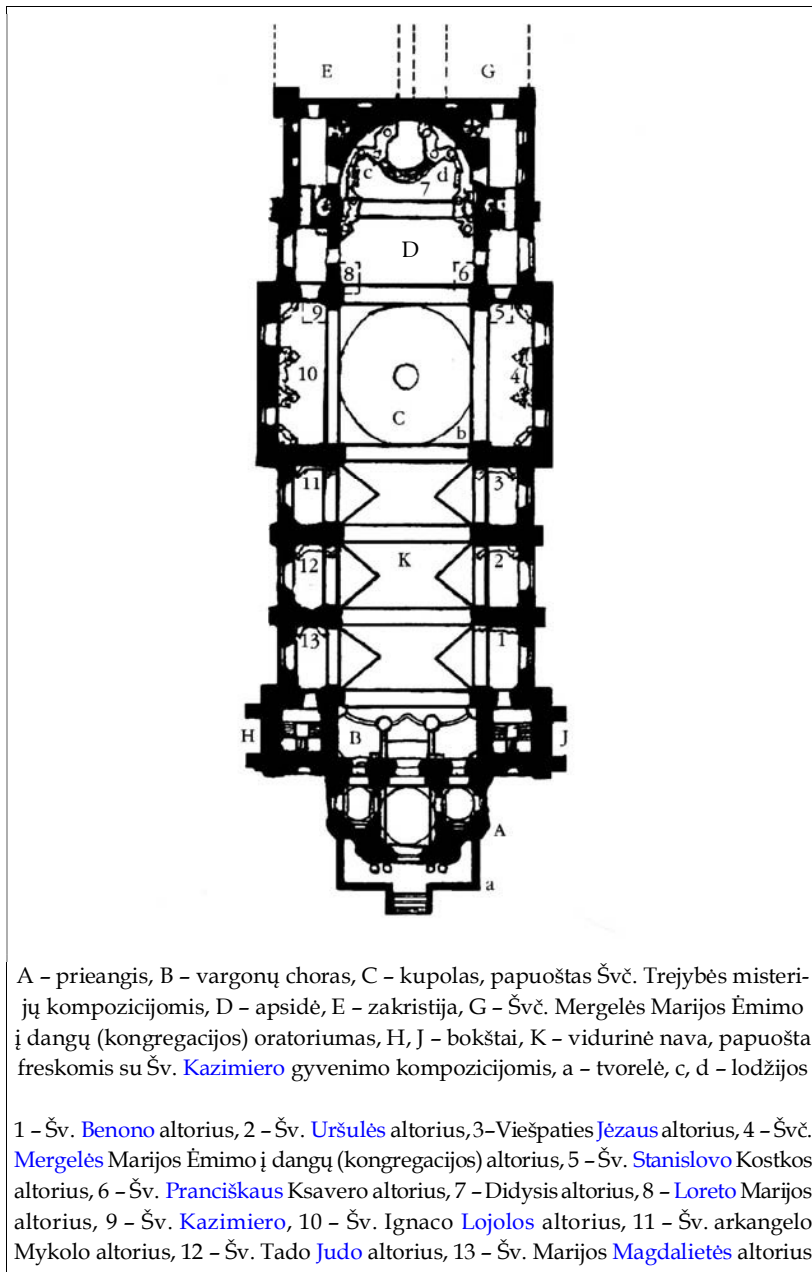 E G
c d
7
D
8 6
9 5
10 4
C
b
11 3
K
12 2
13 1
H B J
A
a
A – prieangis, B – vargonų choras, C – kupolas, papuoštas Švč. Trejybės misteri-
jų kompozicijomis, D – apsidė, E – zakristija, G – Švč. Mergelės Marijos Ėmimo
į dangų (kongregacijos) oratoriumas, H, J – bokštai, K – vidurinė nava, papuošta
freskomis su Šv. Kazimiero gyvenimo kompozicijomis, a – tvorelė, c, d – lodžijos
1 – Šv. Benono altorius, 2 – Šv. Uršulės altorius, 3–Viešpaties Jėzaus altorius, 4 – Švč.
Mergelės Marijos Ėmimo į dangų (kongregacijos) altorius, 5 – Šv. Stanislovo Kostkos
altorius, 6 – Šv. Pranciškaus Ksavero altorius, 7 – Didysis altorius, 8 – Loreto Marijos
altorius, 9 – Šv. Kazimiero, 10 – Šv. Ignaco Lojolos altorius, 11 – Šv. arkangelo
Mykolo altorius, 12 – Šv. Tado Judo altorius, 13 – Šv. Marijos Magdalietės altorius